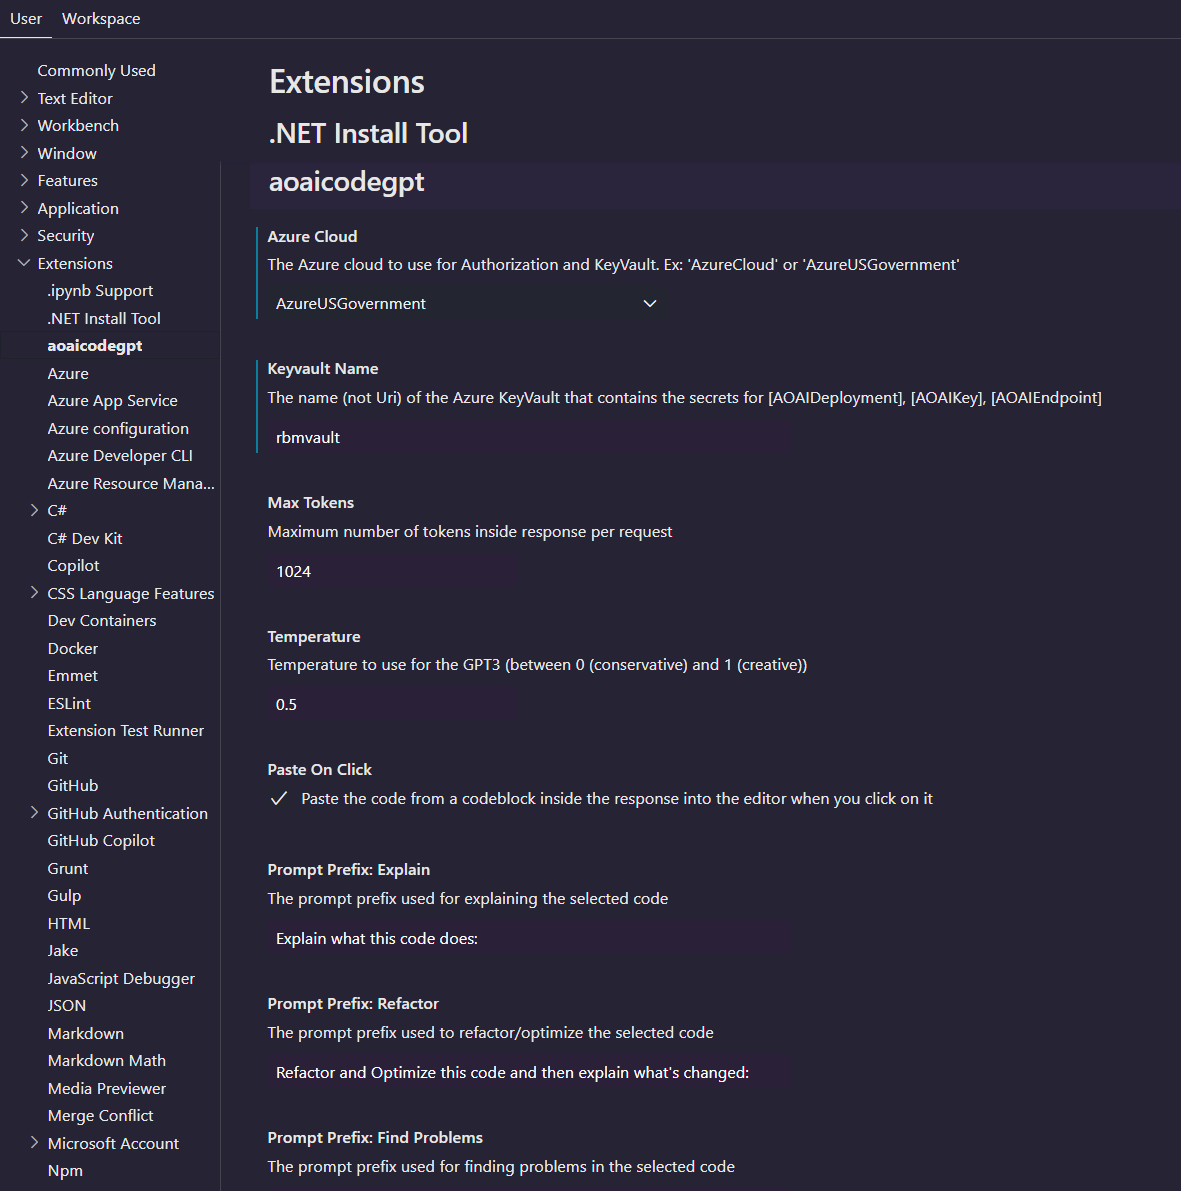 User Workspace
Commonly Used
Text Editor
Workbench
Window
Features
Application
Security
Extensions
.ipynb Support
.NET Install Tool
aoaicodegpt
Azure
Azure App Service
Azure configuration
Azure Developer CLI
Azure Resource Mana...
C#
C# Dev Kit
Copilot
CSS Language Features
Dev Containers
Docker
Emmet
ESLint
Extension Test Runner
Git
GitHub
GitHub Authentication
GitHub Copilot
Grunt
Gulp
HTML
Jake
JavaScript Debugger
JSON
Markdown
Markdown Math
Media Previewer
Merge Conflict
Microsoft Account
Npm
Extensions
.NET Install Tool
aoaicodegpt
Azure Cloud
The Azure cloud to use for Authorization and KeyVault. Ex: 'AzureCloud' or 'AzureUSGovernment'
AzureUSGovernment
Keyvault Name
The name (not Uri) of the Azure KeyVault that contains the secrets for [AOAIDeployment], [AOAIKey], [AOAIEndpoint]
rbmvault
Max Tokens
Maximum number of tokens inside response per request
1024
Temperature
Temperature to use for the GPT3 (between 0 (conservative) and 1 (creative))
0.5
Paste On Click
Paste the code from a codeblock inside the response into the editor when you click on it
Prompt Prefix: Explain
The prompt prefix used for explaining the selected code
Explain what this code does:
Prompt Prefix: Refactor
The prompt prefix used to refactor/optimize the selected code
Refactor and Optimize this code and then explain what's changed:
Prompt Prefix: Find Problems
The prompt prefix used for finding problems in the selected code